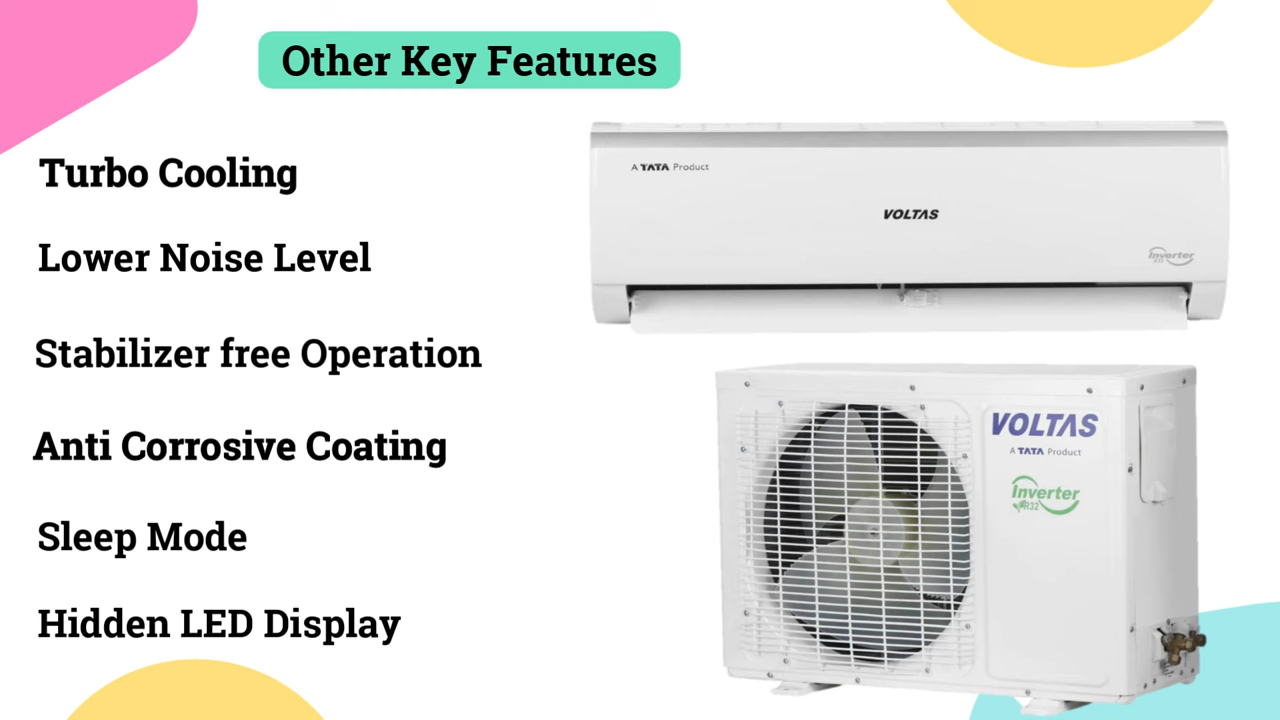 Other Key Features
Turbo Cooling
Lower Noise Level
Stabilizer free Operation
Anti Corrosive Coating
Sleep Mode
Hidden LED Display
A TATA Product
VOLTAS
Inverter
R32
VOLTAS
A TATA Product
Inverter
R32